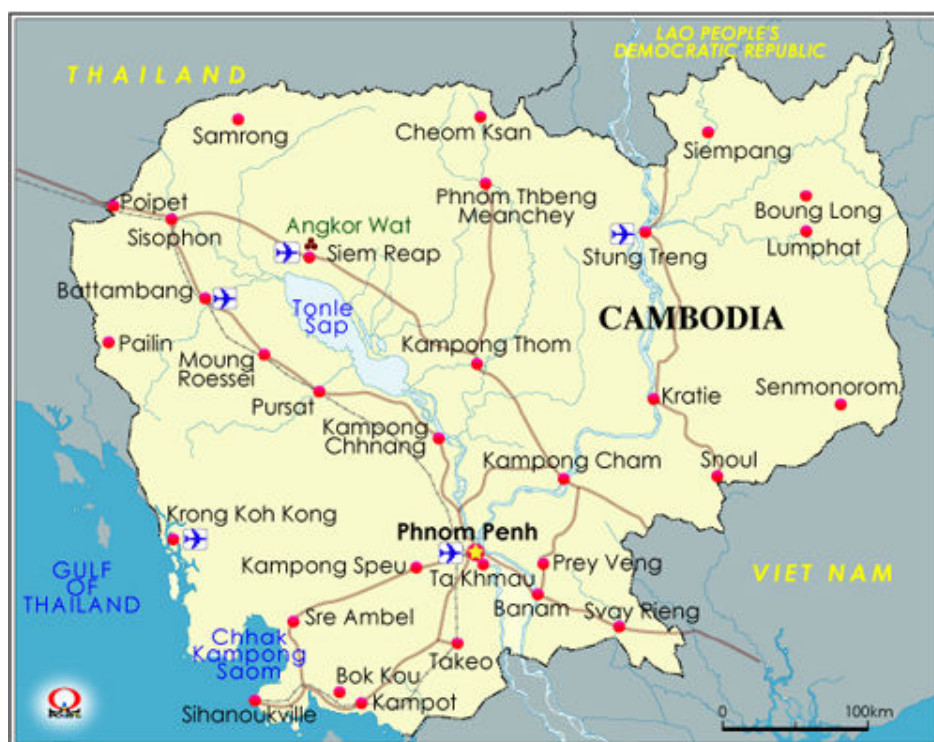 LAO PEOPLE'S
DEMOCRATIC REPUBLIC
THAILAND
Samrong
Cheom Ksan
Siempang
Poipet
Phnom Thbeng
Meanchey
Boung Long
Sisophon
Angkor Wat
Siem Reap
Stung Treng
Lumphat
Battambang
Tonle
Sap
CAMBODIA
Pailin
Moung
Roessei
Kampong Thom
Pursat
Kratie
Senmonorom
Kampong
Chhnang
Kampong Cham
Snoul
Krong Koh Kong
Phnom Penh
GULF
OF
THAILAND
Kampong Speu
Ta Khmau
Prey Veng
VIET NAM
Banam
Svay Rieng
Sre Ambel
Chhak
Kampong
Saom
Takeo
Bok Kou
Kampot
Sihanoukville
100km